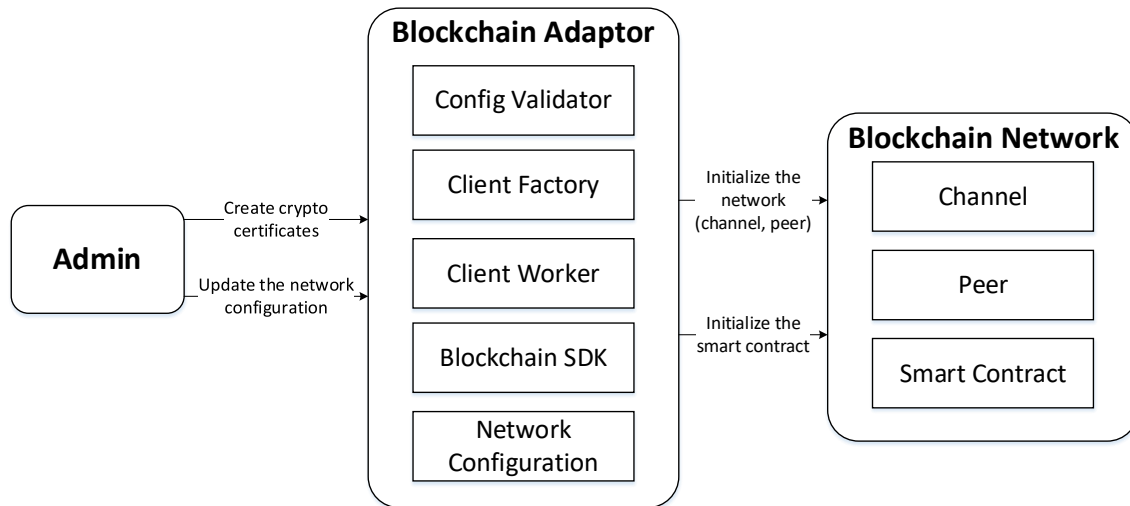 Admin
Create crypto
certificates
Update the network
configuration
Blockchain Adaptor
Config Validator
Client Factory
Client Worker
Blockchain SDK
Network
Configuration
Initialize the
network
(channel, peer)
Initialize the
smart contract
Blockchain Network
Channel
Peer
Smart Contract